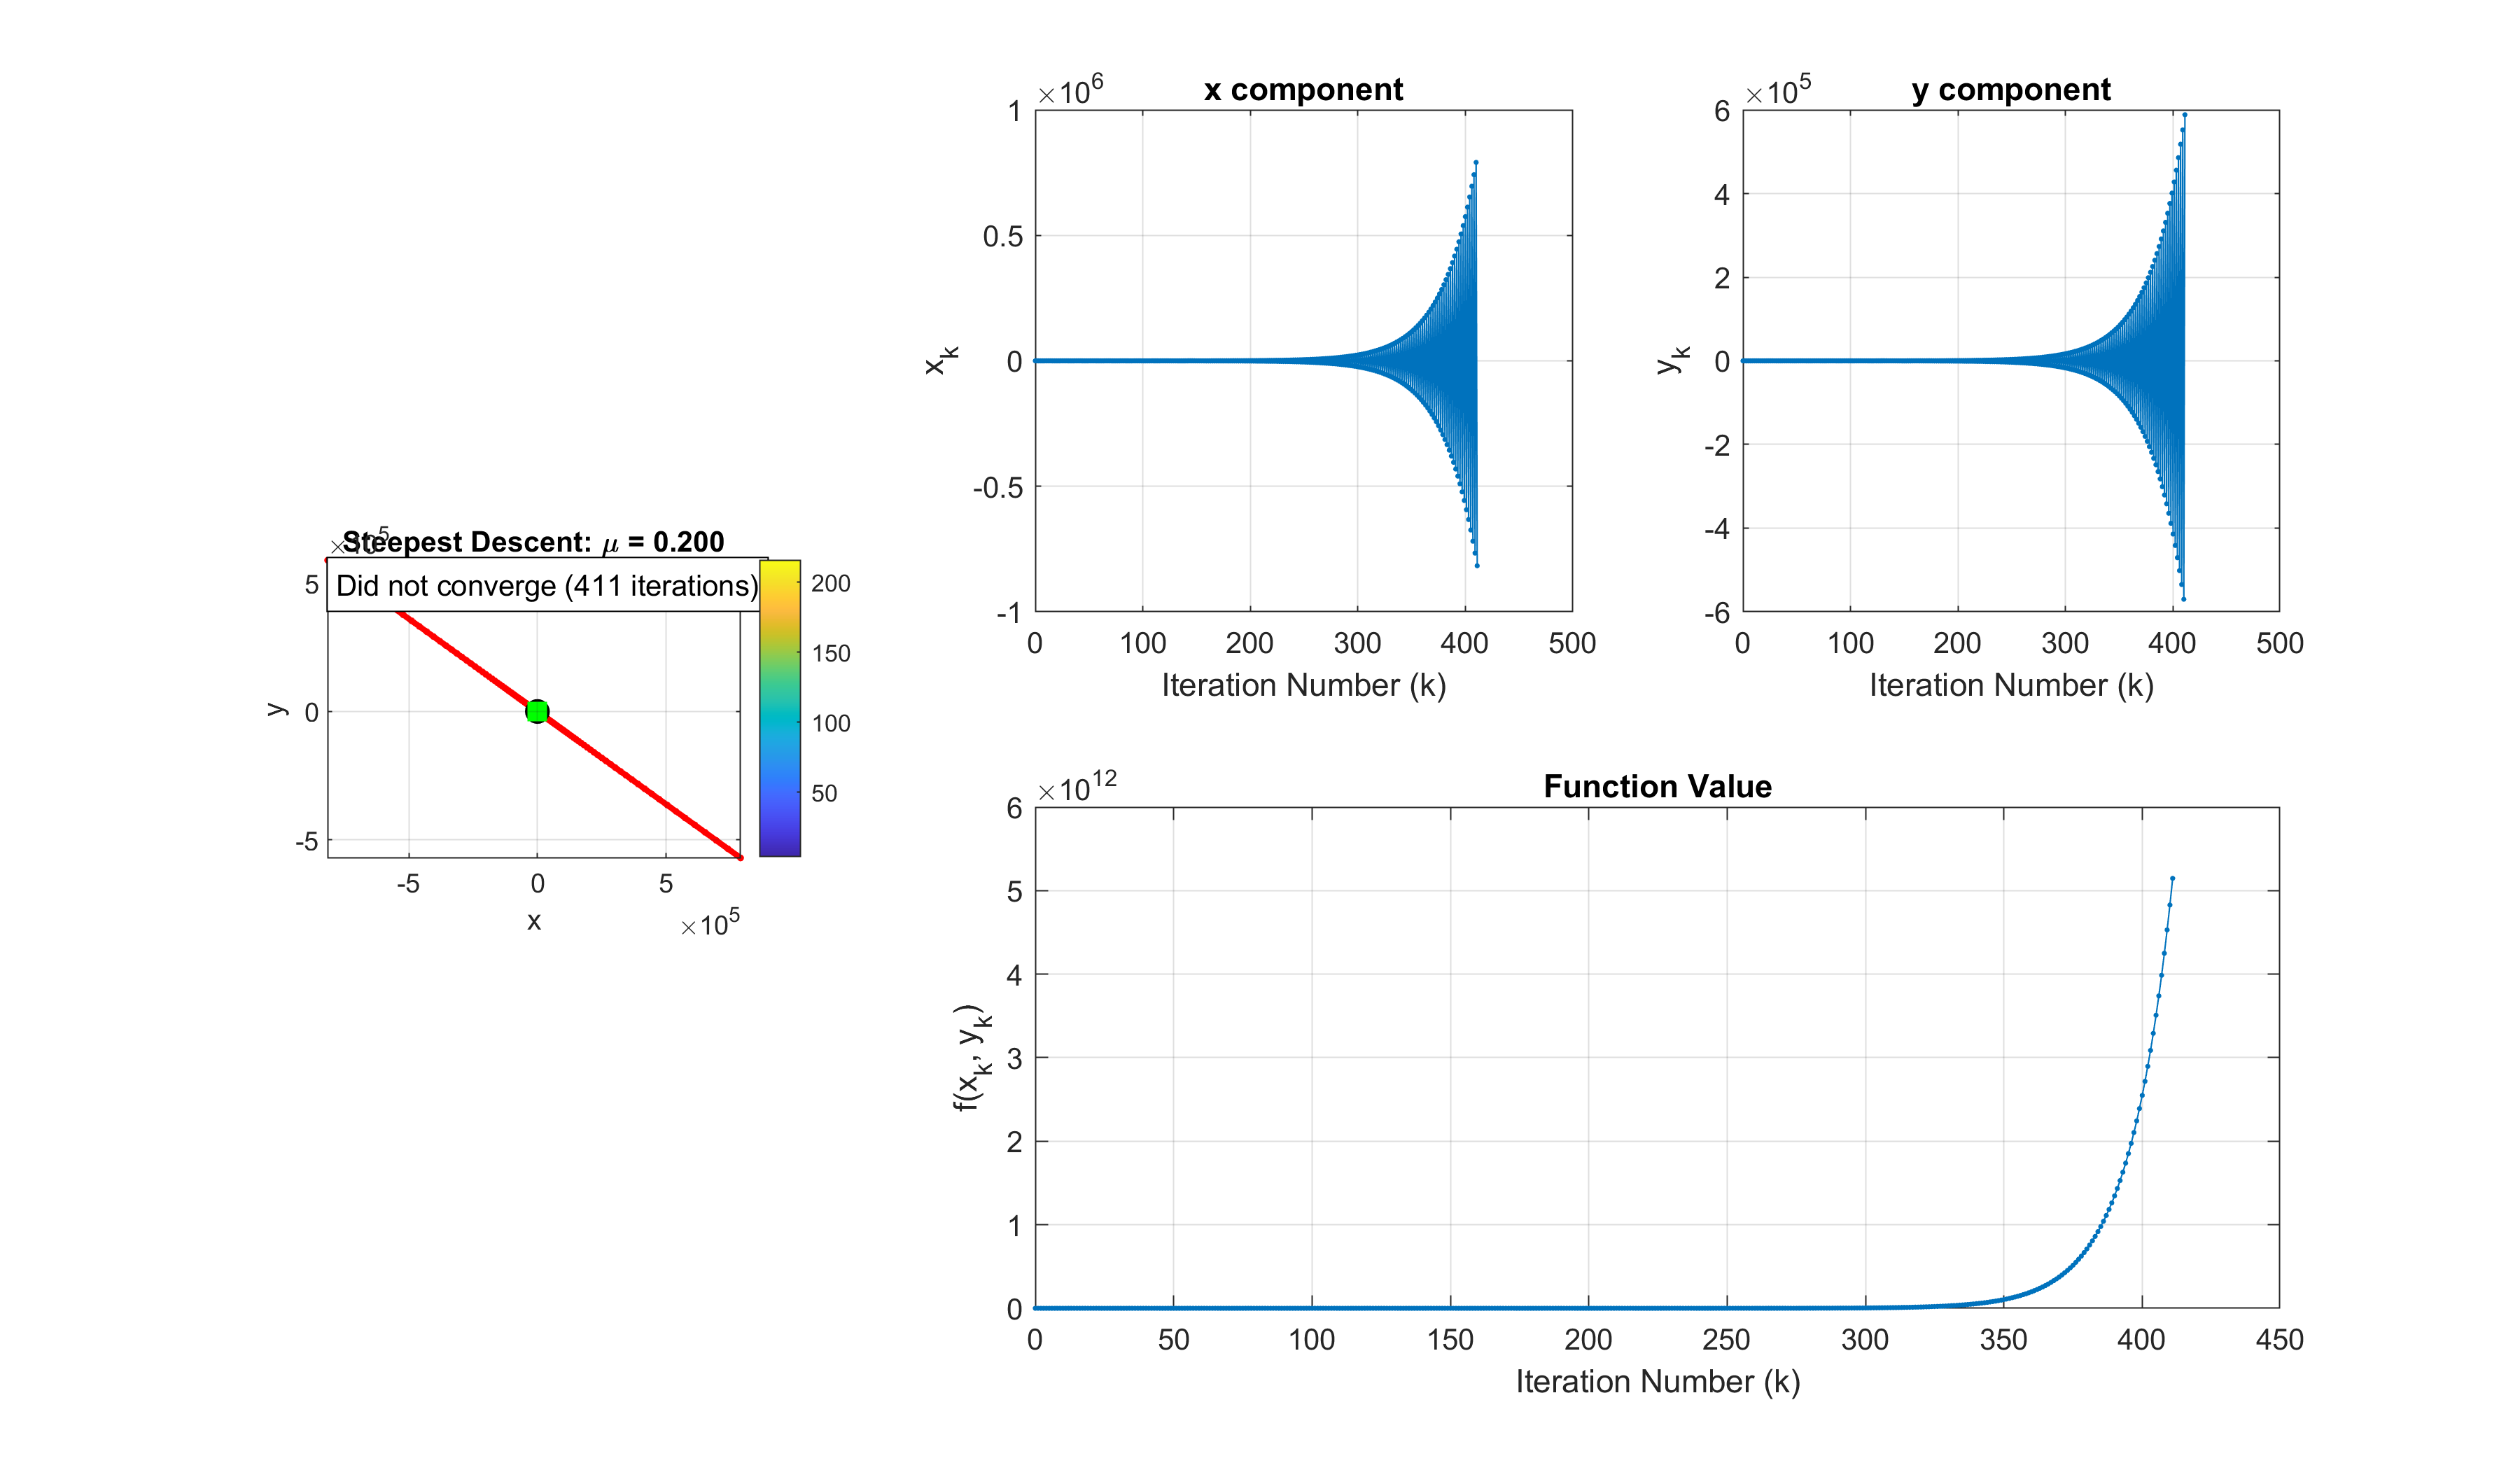 Steepest Descent: μ = 0.200
×10^5
Did not converge (411 iterations)
5
0
-5
y
-5
0
5
×10^5
x
200
150
100
50
x component
×10^6
1
0.5
0
-0.5
-1
x_k
0 100 200 300 400 500
Iteration Number (k)
y component
×10^5
6
4
2
0
-2
-4
-6
y_k
0 100 200 300 400 500
Iteration Number (k)
Function Value
×10^12
6
5
4
3
2
1
0
f(x_k, y_k)
0 50 100 150 200 250 300 350 400 450
Iteration Number (k)